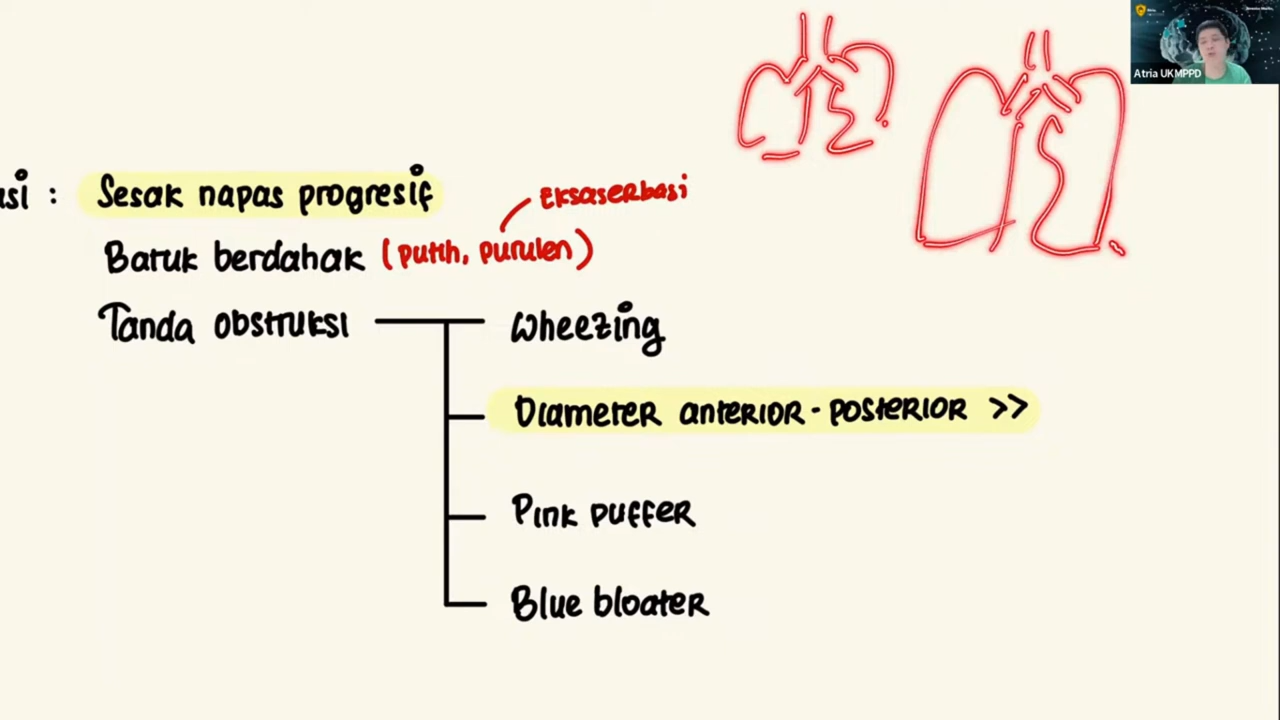 Atria UKMPPD
si : Sesak napas progresif
Eksaserbasi
Batuk berdahak (putih, purulen)
Tanda obstruksi
Wheezing
Diameter anterior - posterior >>
Pink puffer
Blue bloater